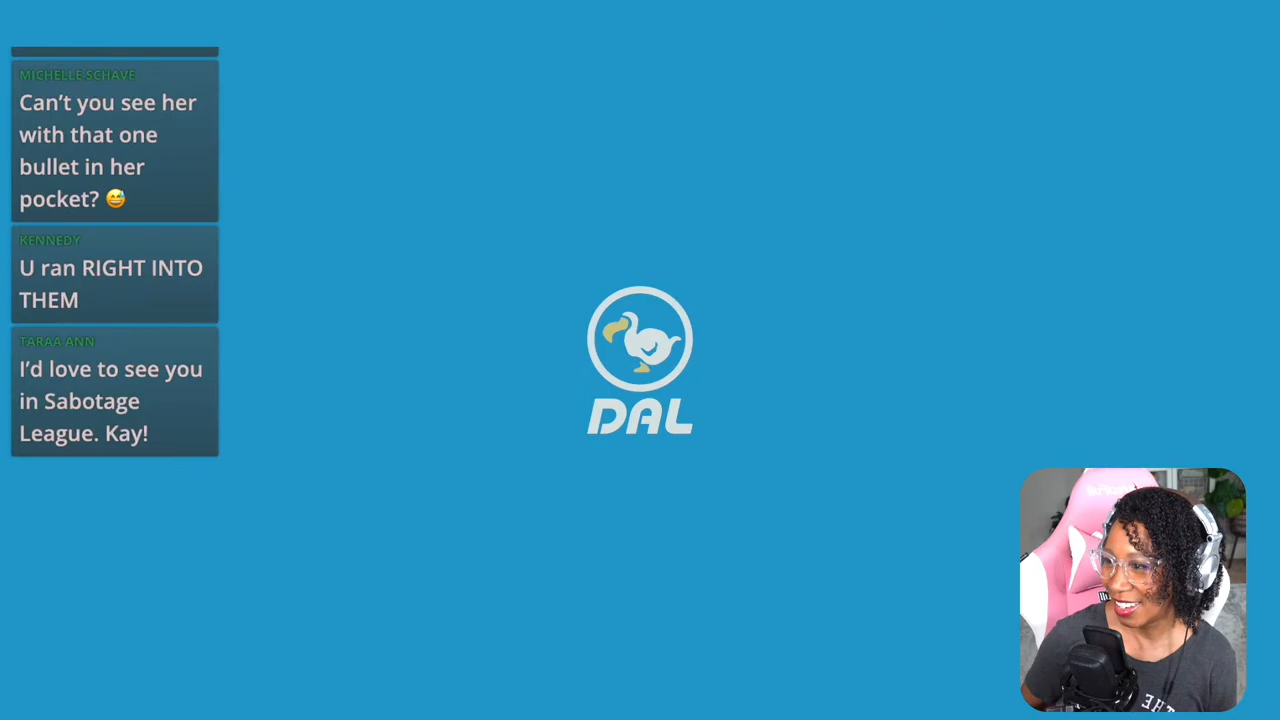 MICHELLE SCHAVE
Can't you see her
with that one
bullet in her
pocket? 😅
KENNEDY
U ran RIGHT INTO
THEM
TARAA ANN
I'd love to see you
in Sabotage
League. Kay!
DAL
THE